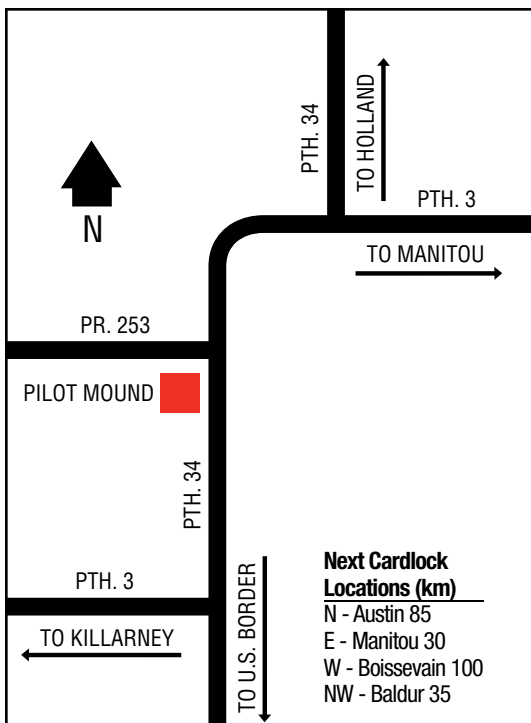 PTH. 34
TO HOLLAND
PTH. 3
N
TO MANITOU
PR. 253
PILOT MOUND
PTH. 34
PTH. 3
TO KILLARNEY
TO U.S. BORDER
Next Cardlock
Locations (km)
N - Austin 85
E - Manitou 30
W - Boissevain 100
NW - Baldur 35